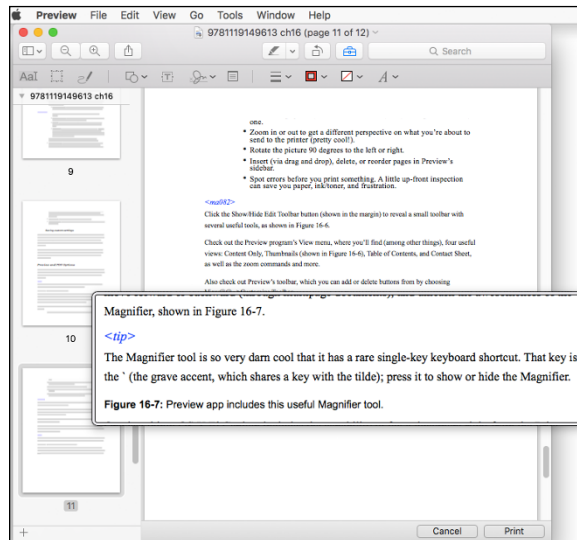 Preview File Edit View Go Tools Window Help
9781119149613 ch16 (page 11 of 12)
Search
AaI
T
A
9781119149613 ch16
9
10
11
one.
• Zoom in or out to get a different perspective on what you're about to
send to the printer (pretty cool!).
• Rotate the picture 90 degrees to the left or right.
• Insert (via drag and drop), delete, or reorder pages in Preview's
sidebar.
• Spot errors before you print something. A little up-front inspection
can save you paper, ink/toner, and frustration.
<ma082>
Click the Show/Hide Edit Toolbar button (shown in the margin) to reveal a small toolbar with
several useful tools, as shown in Figure 16-6.
Check out the Preview program's View menu, where you'll find (among other things), four useful
views: Content Only, Thumbnails (shown in Figure 16-6), Table of Contents, and Contact Sheet,
as well as the zoom commands and more.
Also check out Preview's toolbar, which you can add or delete buttons from by choosing
Magnifier, shown in Figure 16-7.
<tip>
The Magnifier tool is so very darn cool that it has a rare single-key keyboard shortcut. That key is
the ` (the grave accent, which shares a key with the tilde); press it to show or hide the Magnifier.
Figure 16-7: Preview app includes this useful Magnifier tool.
+
Cancel Print